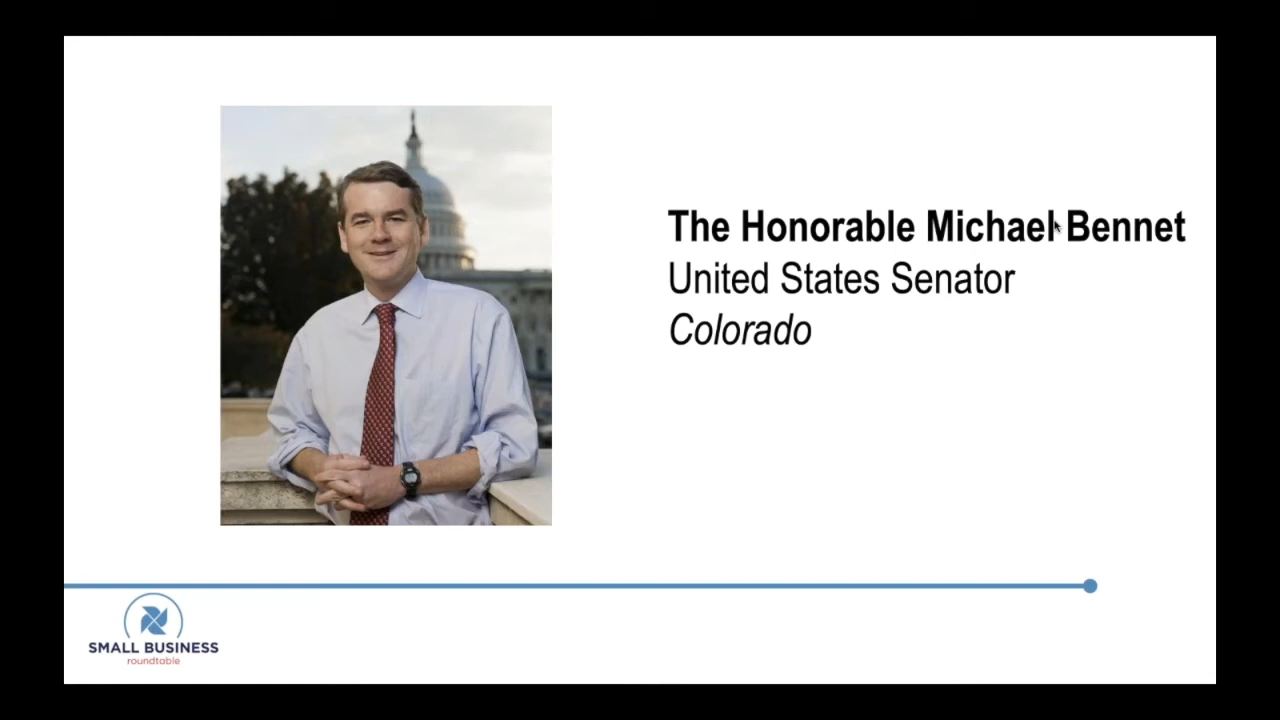 The Honorable Michael Bennet
United States Senator
Colorado
SMALL BUSINESS
roundtable